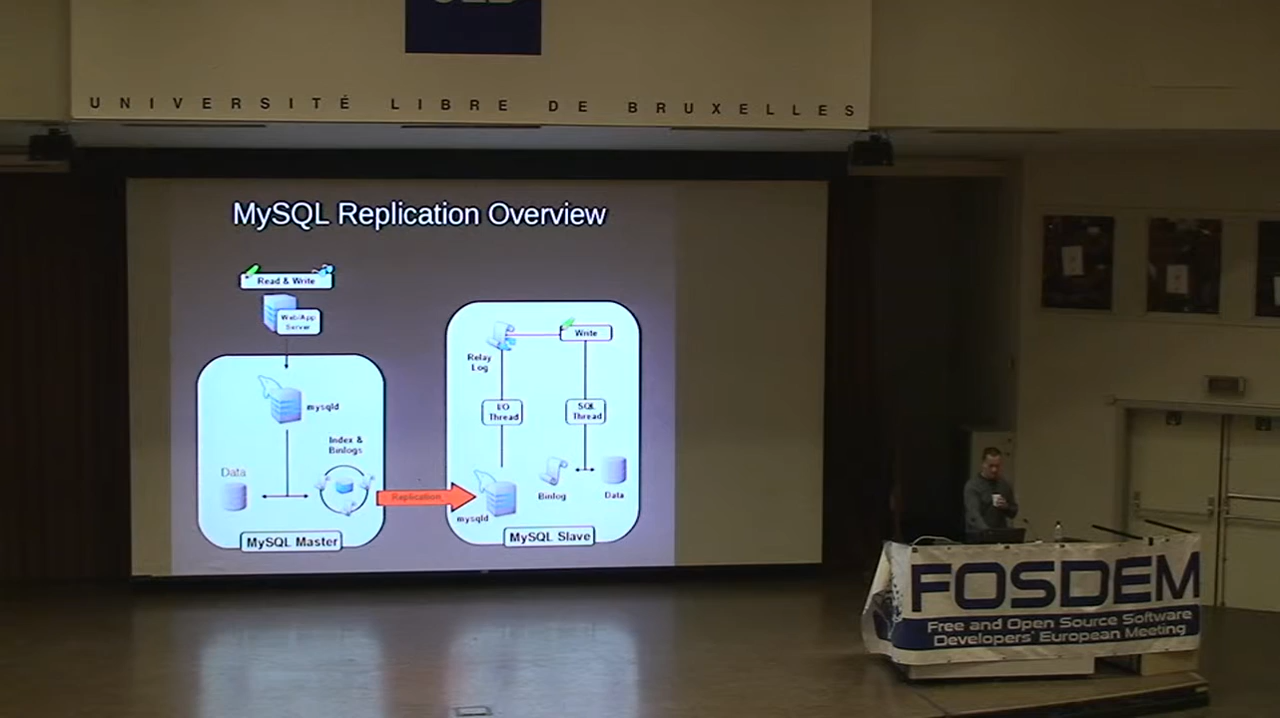 UNIVERSITÉ LIBRE DE BRUXELLES
MySQL Replication Overview
Read & Write
Web/App
Server
mysqld
Index &
Binlogs
Data
MySQL Master
Replication
Relay
Log
Write
I/O
Thread
SQL
Thread
mysqld
Binlog
Data
MySQL Slave
FOSDEM
Free and Open Source Software
Developers' European Meeting